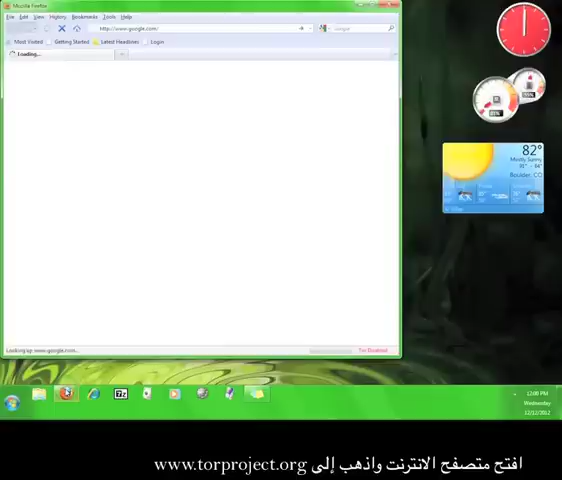 Mozilla Firefox
File Edit View History Bookmarks Tools Help
http://www.google.com/
Google
Most Visited Getting Started Latest Headlines Login
Loading...
82°
Mostly Sunny
Boulder, CO
Looking up www.google.com...
Tor Disabled
12:00 PM
Wednesday
12/12/2012
افتح متصفح الانترنت واذهب إلى www.torproject.org